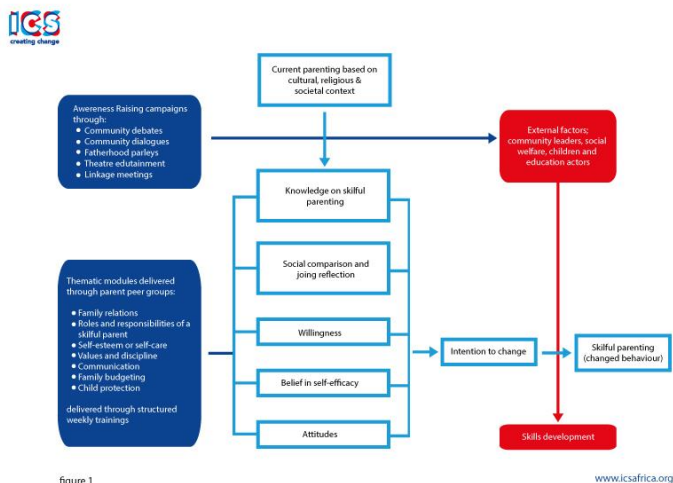 ICS
creating change
Current parenting based on
cultural, religious &
societal context
Awareness Raising campaigns
through:
• Community debates
• Community dialogues
• Fatherhood parleys
• Theatre edutainment
• Linkage meetings
External factors;
community leaders, social
welfare, children and
education actors
Knowledge on skilful
parenting
Social comparison and
joing reflection
Thematic modules delivered
through parent peer groups:
• Family relations
• Roles and responsibilities of a
skilful parent
• Self-esteem or self-care
• Values and discipline
• Communication
• Family budgeting
• Child protection
delivered through structured
weekly trainings
Willingness
Belief in self-efficacy
Attitudes
Intention to change
Skilful parenting
(changed behaviour)
Skills development
figure 1
www.icsafrica.org